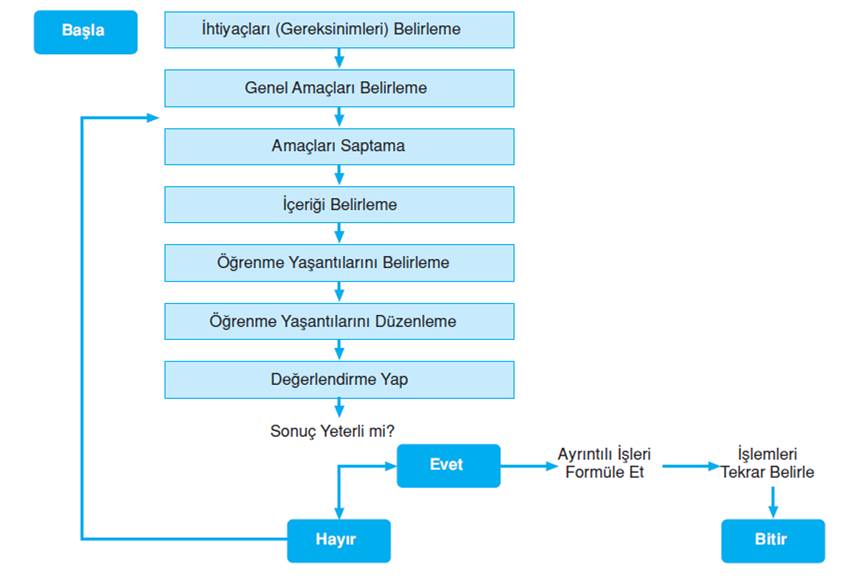 Başla
İhtiyaçları (Gereksinimleri) Belirleme
Genel Amaçları Belirleme
Amaçları Saptama
İçeriği Belirleme
Öğrenme Yaşantılarını Belirleme
Öğrenme Yaşantılarını Düzenleme
Değerlendirme Yap
Sonuç Yeterli mi?
Evet
Ayrıntılı İşleri
Formüle Et
İşlemleri
Tekrar Belirle
Hayır
Bitir